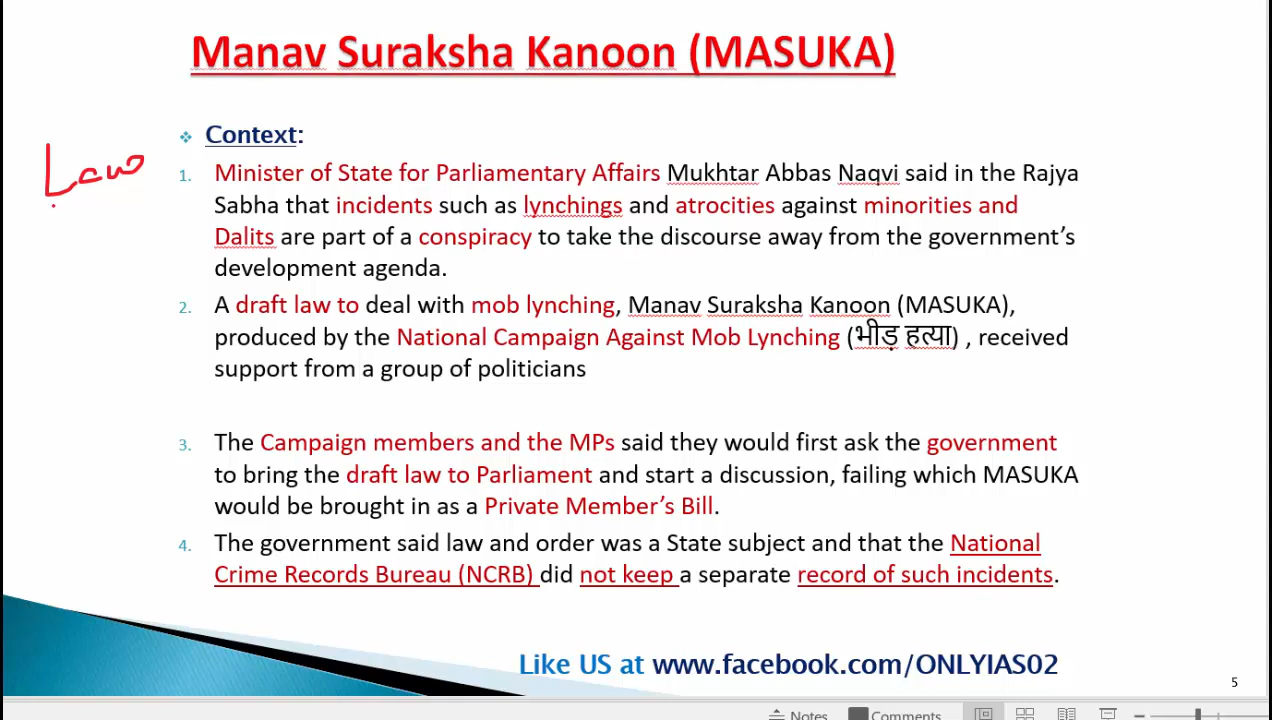 Manav Suraksha Kanoon (MASUKA)
❖ Context:
Laws
1. Minister of State for Parliamentary Affairs Mukhtar Abbas Naqvi said in the Rajya
Sabha that incidents such as lynchings and atrocities against minorities and
Dalits are part of a conspiracy to take the discourse away from the government's
development agenda.
2. A draft law to deal with mob lynching, Manav Suraksha Kanoon (MASUKA),
produced by the National Campaign Against Mob Lynching (भीड़ हत्या) , received
support from a group of politicians
3. The Campaign members and the MPs said they would first ask the government
to bring the draft law to Parliament and start a discussion, failing which MASUKA
would be brought in as a Private Member's Bill.
4. The government said law and order was a State subject and that the National
Crime Records Bureau (NCRB) did not keep a separate record of such incidents.
Like US at www.facebook.com/ONLYIAS02
5
Notes Comments